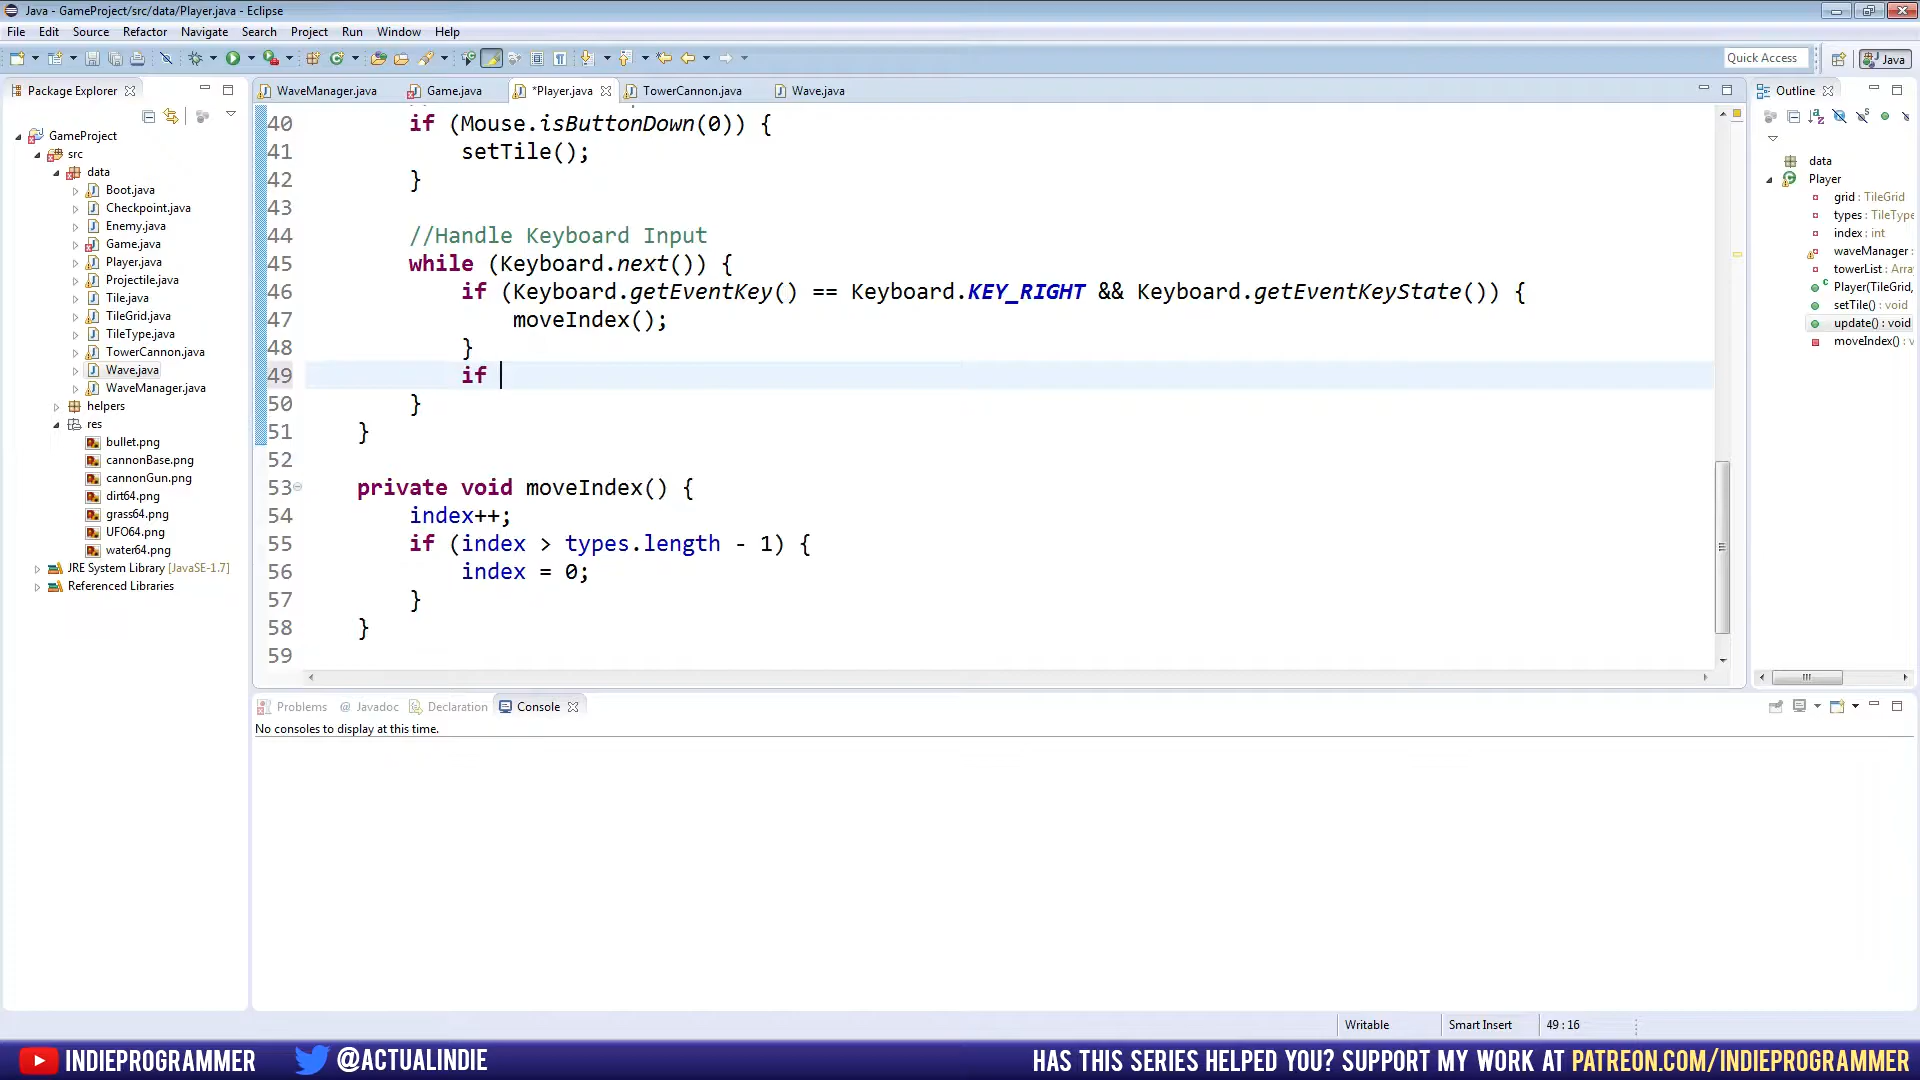 Java - GameProject/src/data/Player.java - Eclipse
File Edit Source Refactor Navigate Search Project Run Window Help
Quick Access
Java
Package Explorer
WaveManager.java
Game.java
*Player.java
TowerCannon.java
Wave.java
Outline
GameProject
src
data
Boot.java
Checkpoint.java
Enemy.java
Game.java
Player.java
Projectile.java
Tile.java
TileGrid.java
TileType.java
TowerCannon.java
Wave.java
WaveManager.java
helpers
res
bullet.png
cannonBase.png
cannonGun.png
dirt64.png
grass64.png
UFO64.png
water64.png
JRE System Library [JavaSE-1.7]
Referenced Libraries
40 if (Mouse.isButtonDown(0)) {
41 setTile();
42 }
43
44 //Handle Keyboard Input
45 while (Keyboard.next()) {
46 if (Keyboard.getEventKey() == Keyboard.KEY_RIGHT && Keyboard.getEventKeyState()) {
47 moveIndex();
48 }
49 if
50 }
51 }
52
53 private void moveIndex() {
54 index++;
55 if (index > types.length - 1) {
56 index = 0;
57 }
58 }
59
data
Player
grid : TileGrid
types : TileType
index : int
waveManager :
towerList : Arra
Player(TileGrid,
setTile() : void
update() : void
moveIndex() : v
Problems @ Javadoc Declaration Console
No consoles to display at this time.
Writable Smart Insert 49 : 16
INDIEPROGRAMMER @ACTUALINDIE HAS THIS SERIES HELPED YOU? SUPPORT MY WORK AT PATREON.COM/INDIEPROGRAMMER